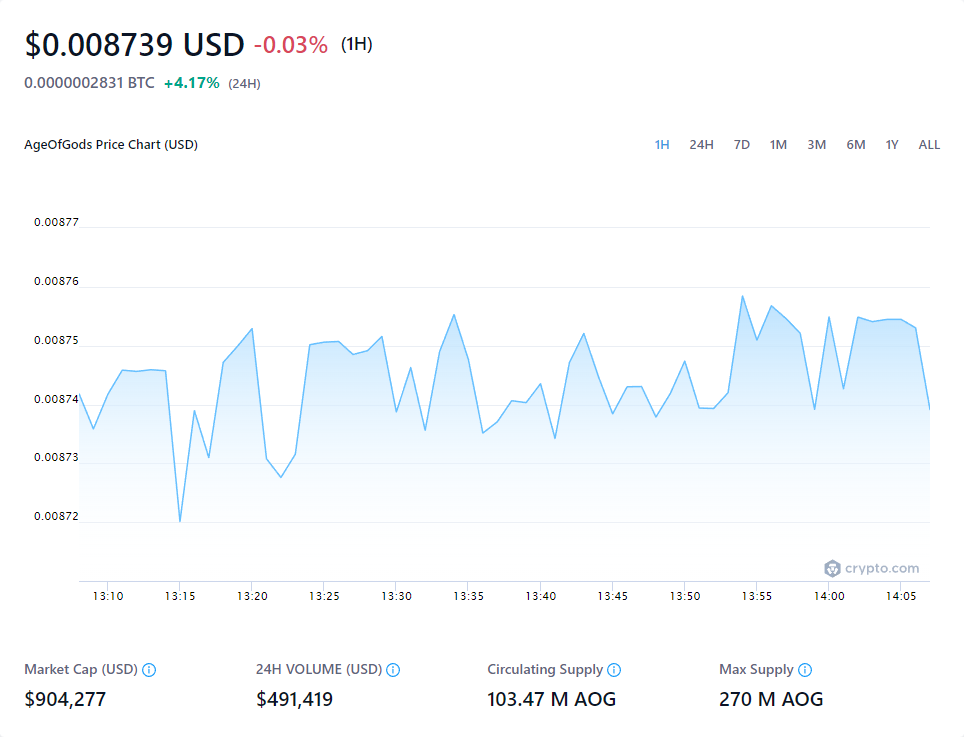 $0.008739 USD -0.03% (1H)
0.0000002831 BTC +4.17% (24H)
AgeOfGods Price Chart (USD) 1H 24H 7D 1M 3M 6M 1Y ALL
0.00877
0.00876
0.00875
0.00874
0.00873
0.00872
crypto.com
13:10 13:15 13:20 13:25 13:30 13:35 13:40 13:45 13:50 13:55 14:00 14:05
Market Cap (USD) 24H VOLUME (USD) Circulating Supply Max Supply
$904,277 $491,419 103.47 M AOG 270 M AOG